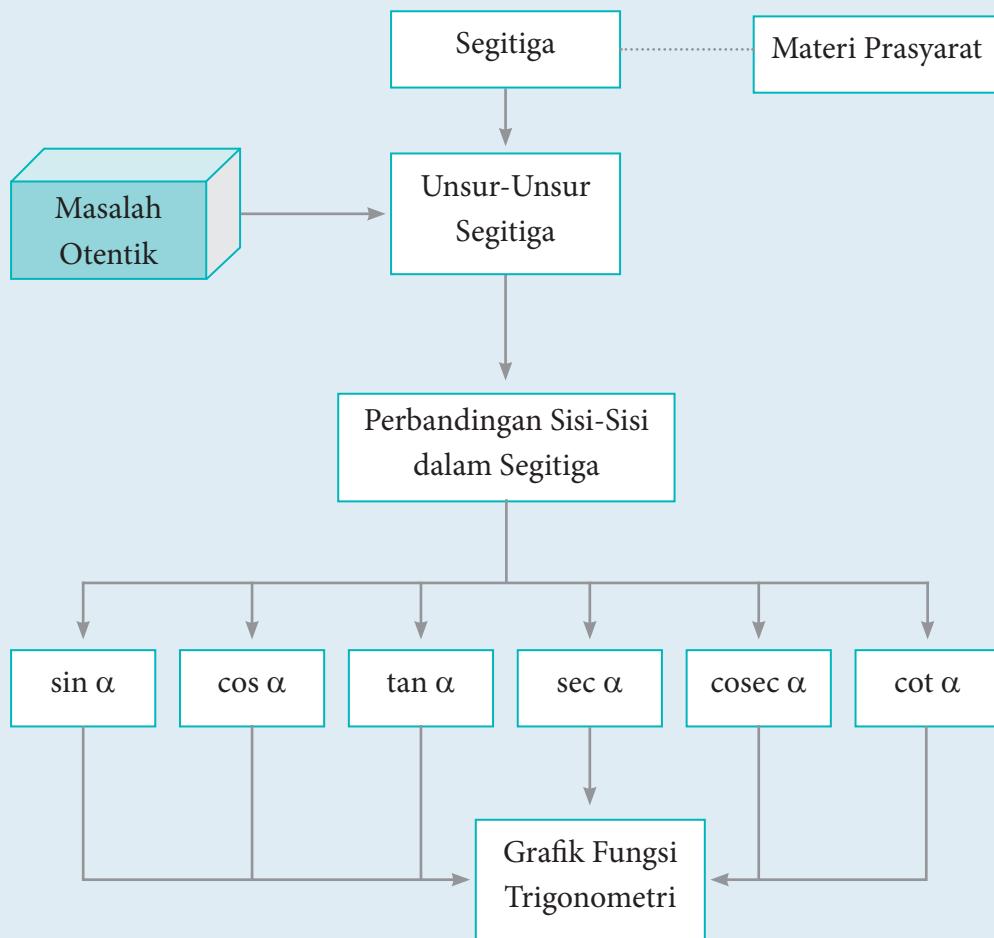 Segitiga
Materi Prasyarat
Masalah
Otentik
Unsur-Unsur
Segitiga
Perbandingan Sisi-Sisi
dalam Segitiga
sin α
cos α
tan α
sec α
cosec α
cot α
Grafik Fungsi
Trigonometri